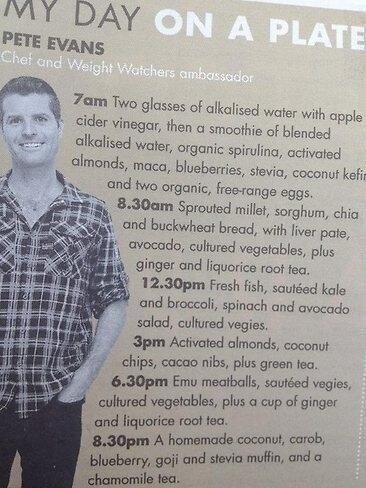 MY DAY ON A PLATE
PETE EVANS
Chef and Weight Watchers ambassador
7am Two glasses of alkalised water with apple
cider vinegar, then a smoothie of blended
alkalised water, organic spirulina, activated
almonds, maca, blueberries, stevia, coconut kefir
and two organic, free-range eggs.
8.30am Sprouted millet, sorghum, chia
and buckwheat bread, with liver pate,
avocado, cultured vegetables, plus
ginger and liquorice root tea.
12.30pm Fresh fish, sautéed kale
and broccoli, spinach and avocado
salad, cultured vegies.
3pm Activated almonds, coconut
chips, cacao nibs, plus green tea.
6.30pm Emu meatballs, sautéed vegies,
cultured vegetables, plus a cup of ginger
and liquorice root tea.
8.30pm A homemade coconut, carob,
blueberry, goji and stevia muffin, and a
chamomile tea.